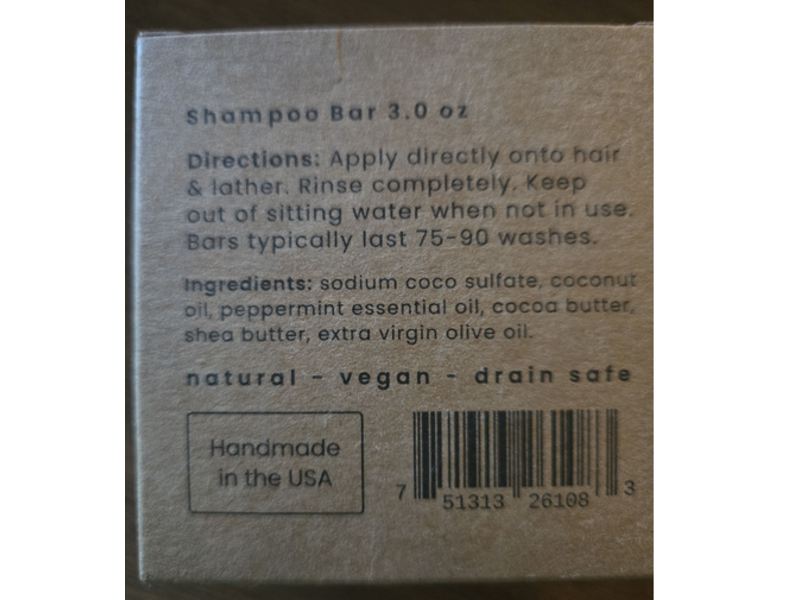 Shampoo Bar 3.0 oz
Directions: Apply directly onto hair
& lather. Rinse completely. Keep
out of sitting water when not in use.
Bars typically last 75-90 washes.
Ingredients: sodium coco sulfate, coconut
oil, peppermint essential oil, cocoa butter,
shea butter, extra virgin olive oil.
natural - vegan - drain safe
Handmade
in the USA
7 51313 26108 3